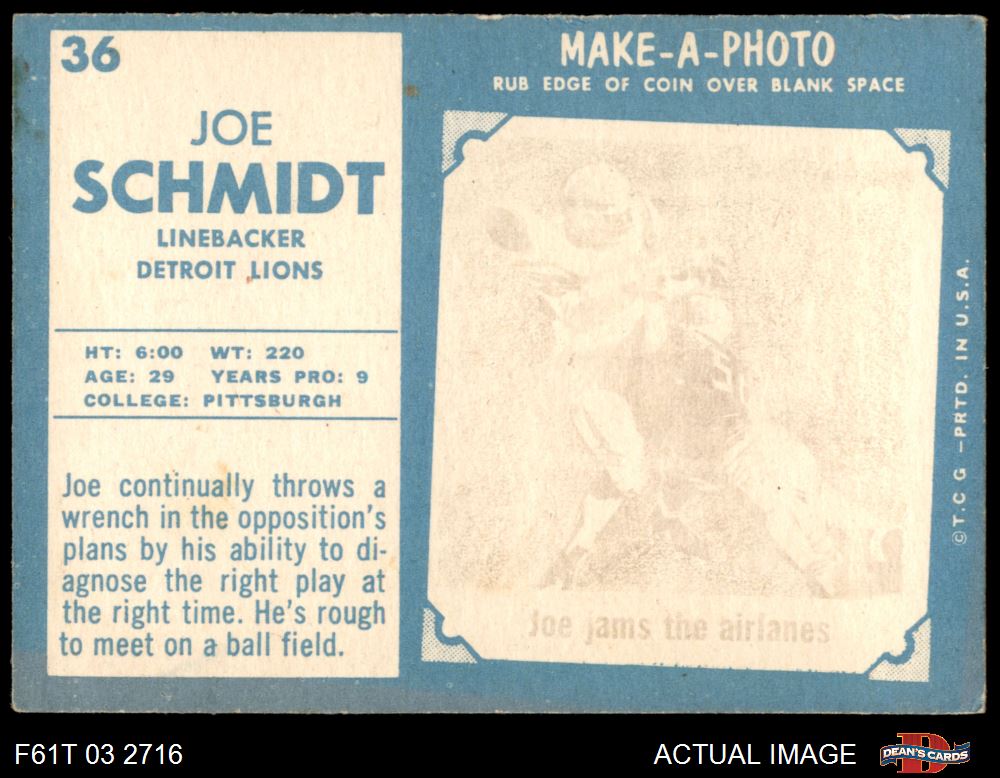 36
JOE
SCHMIDT
LINEBACKER
DETROIT LIONS
HT: 6:00 WT: 220
AGE: 29 YEARS PRO: 9
COLLEGE: PITTSBURGH
Joe continually throws a
wrench in the opposition's
plans by his ability to di-
agnose the right play at
the right time. He's rough
to meet on a ball field.
MAKE-A-PHOTO
RUB EDGE OF COIN OVER BLANK SPACE
Joe jams the airlanes
©T.C G –PRTD. IN U.S.A.
F61T 03 2716
ACTUAL IMAGE
DEAN'S CARDS